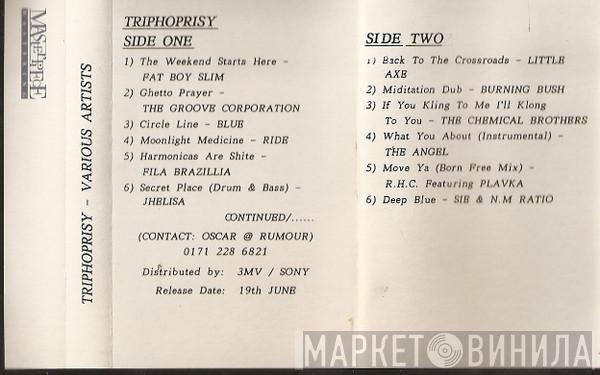 MASTERPIECE
MASTERING
TRIPHOPRISY - VARIOUS ARTISTS
TRIPHOPRISY
SIDE ONE
1) The Weekend Starts Here -
FAT BOY SLIM
2) Ghetto Prayer -
THE GROOVE CORPORATION
3) Circle Line - BLUE
4) Moonlight Medicine - RIDE
5) Harmonicas Are Shite -
FILA BRAZILLIA
6) Secret Place (Drum & Bass) -
JHELISA
CONTINUED/......
(CONTACT: OSCAR @ RUMOUR)
0171 228 6821
Distributed by: 3MV / SONY
Release Date: 19th JUNE
SIDE TWO
1) Back To The Crossroads - LITTLE
AXE
2) Miditation Dub - BURNING BUSH
3) If You Kling To Me I'll Klong
To You - THE CHEMICAL BROTHERS
4) What You About (Instrumental) -
THE ANGEL
5) Move Ya (Born Free Mix) -
R.H.C. Featuring PLAVKA
6) Deep Blue - SIB & N.M RATIO
МАРКЕТ ВИНИЛА